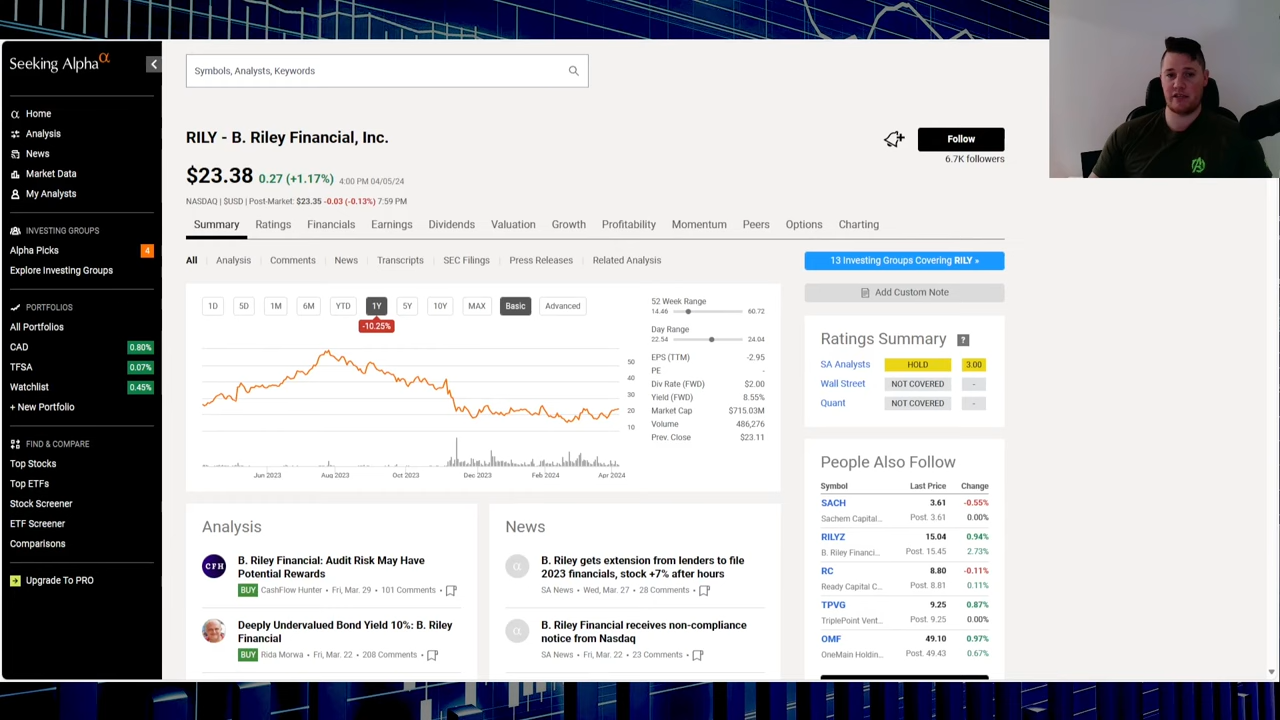 Seeking Alphaα
Home
Analysis
News
Market Data
My Analysts
INVESTING GROUPS
Alpha Picks 4
Explore Investing Groups
PORTFOLIOS
All Portfolios
CAD 0.80%
TFSA 0.07%
Watchlist 0.45%
+ New Portfolio
FIND & COMPARE
Top Stocks
Top ETFs
Stock Screener
ETF Screener
Comparisons
Upgrade To PRO
Symbols, Analysts, Keywords
RILY - B. Riley Financial, Inc.
Follow
6.7K followers
$23.38 0.27 (+1.17%) 4:00 PM 04/05/24
NASDAQ | $USD | Post-Market: $23.35 -0.03 (-0.13%) 7:59 PM
Summary Ratings Financials Earnings Dividends Valuation Growth Profitability Momentum Peers Options Charting
All Analysis Comments News Transcripts SEC Filings Press Releases Related Analysis
1D 5D 1M 6M YTD 1Y 5Y 10Y MAX Basic Advanced
-10.25%
50
40
30
20
10
Jun 2023 Aug 2023 Oct 2023 Dec 2023 Feb 2024 Apr 2024
52 Week Range
14.46 60.72
Day Range
22.54 24.04
EPS (TTM) -2.95
PE -
Div Rate (FWD) $2.00
Yield (FWD) 8.55%
Market Cap $715.03M
Volume 486,276
Prev. Close $23.11
13 Investing Groups Covering RILY »
Add Custom Note
Ratings Summary ?
SA Analysts HOLD 3.00
Wall Street NOT COVERED -
Quant NOT COVERED -
People Also Follow
Symbol Last Price Change
SACH 3.61 -0.55%
Sachem Capital... Post. 3.61 0.00%
RILYZ 15.04 0.94%
B. Riley Financi... Post. 15.45 2.73%
RC 8.80 -0.11%
Ready Capital C... Post. 8.81 0.11%
TPVG 9.25 0.87%
TriplePoint Vent... Post. 9.25 0.00%
OMF 49.10 0.97%
OneMain Holdin... Post. 49.43 0.67%
Analysis
CFH
B. Riley Financial: Audit Risk May Have
Potential Rewards
BUY CashFlow Hunter • Fri, Mar. 29 • 101 Comments
Deeply Undervalued Bond Yield 10%: B. Riley
Financial
BUY Rida Morwa • Fri, Mar. 22 • 208 Comments
News
α
B. Riley gets extension from lenders to file
2023 financials, stock +7% after hours
SA News • Wed, Mar. 27 • 28 Comments
α
B. Riley Financial receives non-compliance
notice from Nasdaq
SA News • Fri, Mar. 22 • 23 Comments